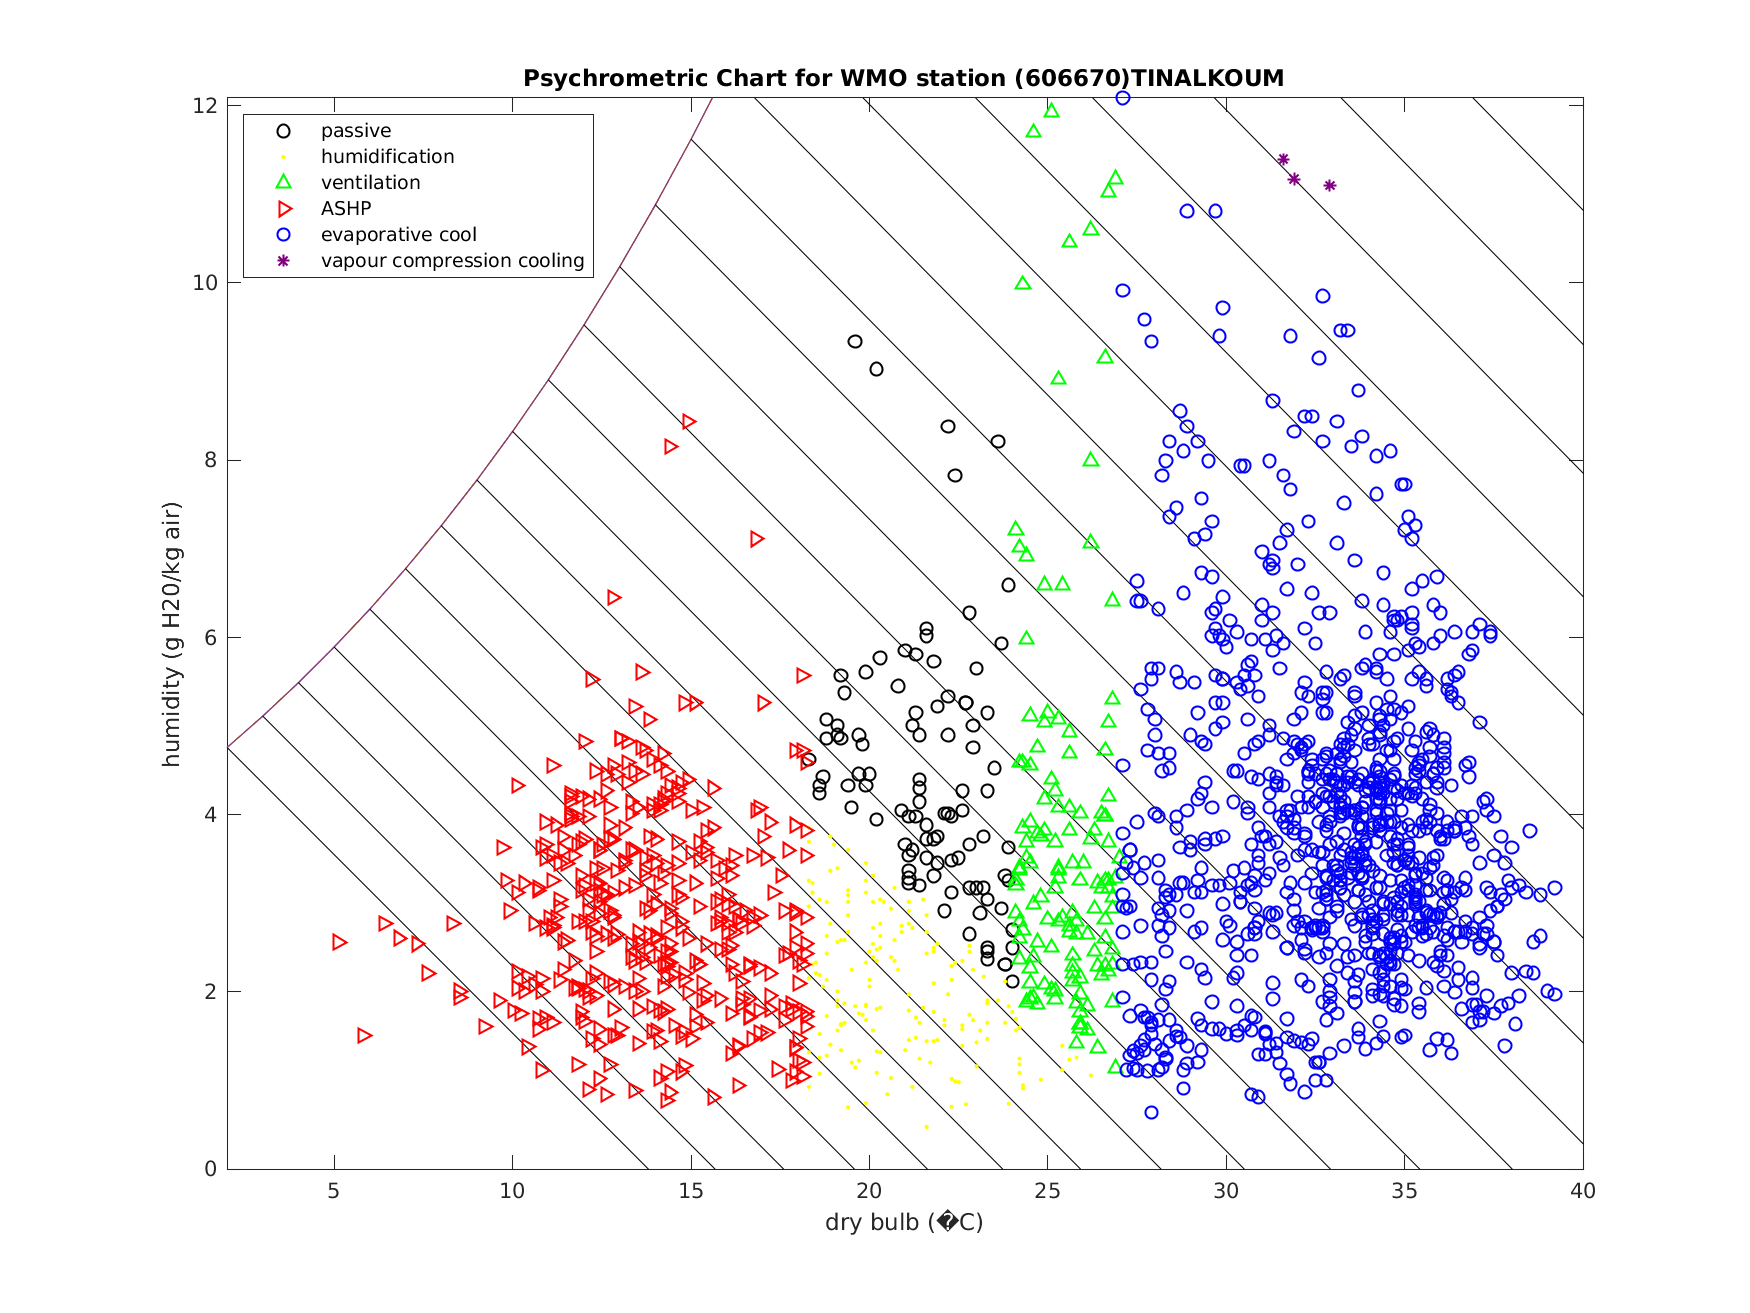 Psychrometric Chart for WMO station (606670)TINALKOUM
passive
humidification
ventilation
ASHP
evaporative cool
vapour compression cooling
humidity (g H20/kg air)
12
10
8
6
4
2
0
5 10 15 20 25 30 35 40
dry bulb (�C)